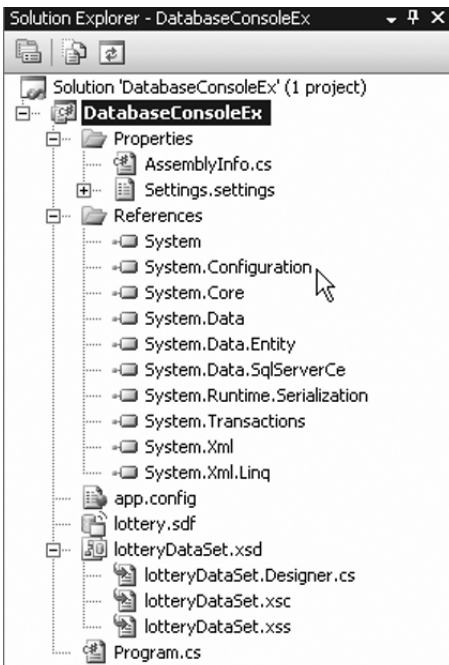 Solution Explorer - DatabaseConsoleEx
Solution 'DatabaseConsoleEx' (1 project)
DatabaseConsoleEx
Properties
AssemblyInfo.cs
Settings.settings
References
System
System.Configuration
System.Core
System.Data
System.Data.Entity
System.Data.SqlServerCe
System.Runtime.Serialization
System.Transactions
System.Xml
System.Xml.Linq
app.config
lottery.sdf
lotteryDataSet.xsd
lotteryDataSet.Designer.cs
lotteryDataSet.xsc
lotteryDataSet.xss
Program.cs